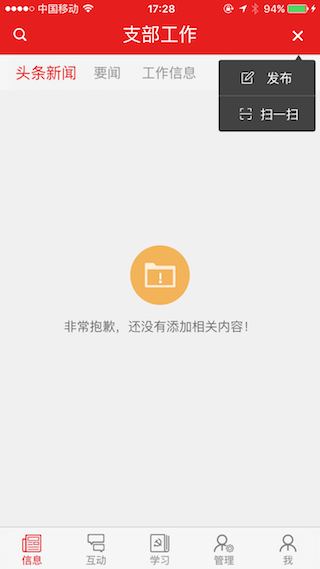 中国移动 17:28 94%
支部工作
头条新闻 要闻 工作信息
发布
扫一扫
非常抱歉，还没有添加相关内容！
信息 互动 学习 管理 我